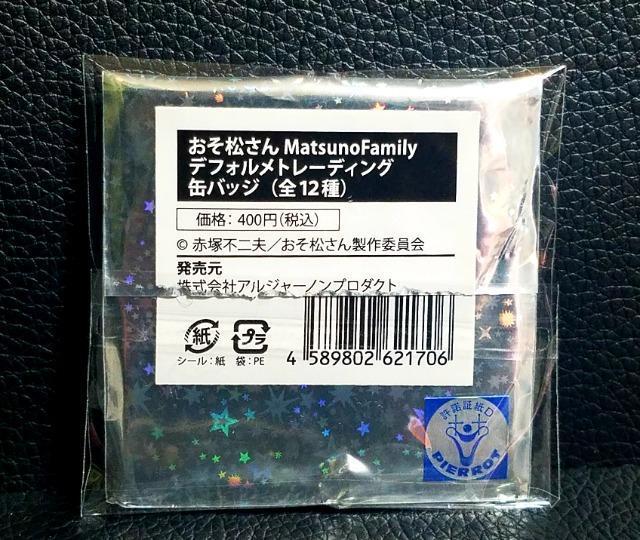 おそ松さん MatsunoFamily
デフォルメトレーディング
缶バッジ（全12種）
価格：400円（税込）
© 赤塚不二夫／おそ松さん製作委員会
発売元
株式会社アルジャーノンプロダクト
紙 プラ
シール：紙 袋：PE
4 589802 621706
許諾証紙D
PIERROT